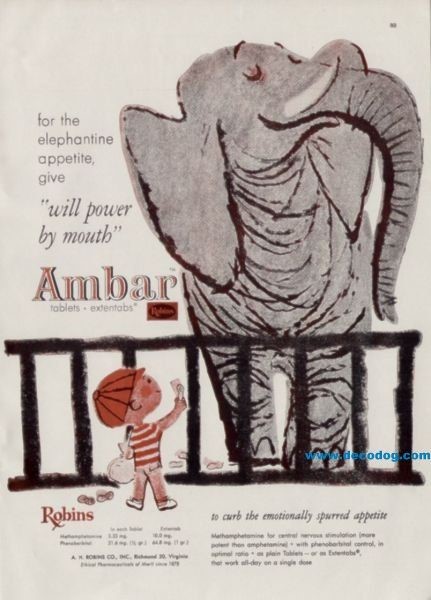 for the
elephantine
appetite,
give
"will power
by mouth"
Ambar™
tablets • extentabs®
Robins
www.decodog.com
Robins
to curb the emotionally spurred appetite
In each Tablet Extentab
Methamphetamine 3.33 mg. 10.0 mg.
Phenobarbital 21.6 mg. (⅓ gr.) 64.8 mg. (1 gr.)
A. H. ROBINS CO., INC., Richmond 20, Virginia
Ethical Pharmaceuticals of Merit since 1878
Methamphetamine for central nervous stimulation (more
potent than amphetamine) • with phenobarbital control, in
optimal ratio • as plain Tablets — or as Extentabs®,
that work all-day on a single dose